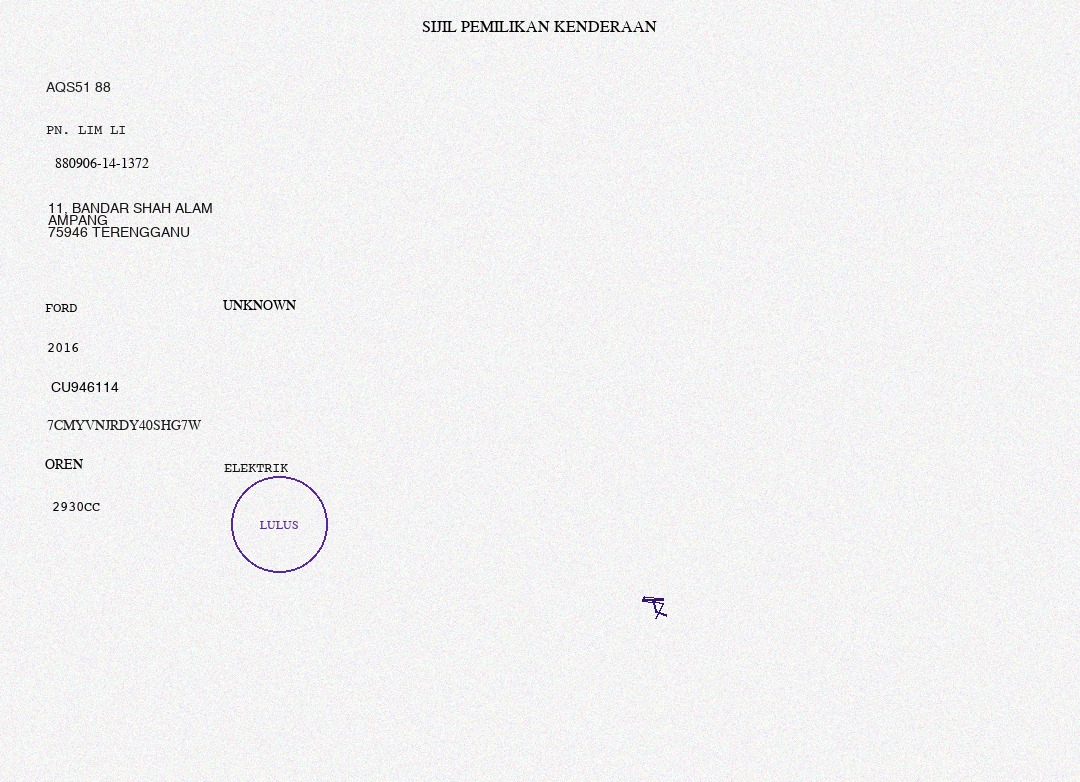 SIJIL PEMILIKAN KENDERAAN
AQS51 88
PN. LIM LI
880906-14-1372
11, BANDAR SHAH ALAM
AMPANG
75946 TERENGGANU
FORD UNKNOWN
2016
CU946114
7CMYVNJRDY40SHG7W
OREN ELEKTRIK
2930CC
LULUS